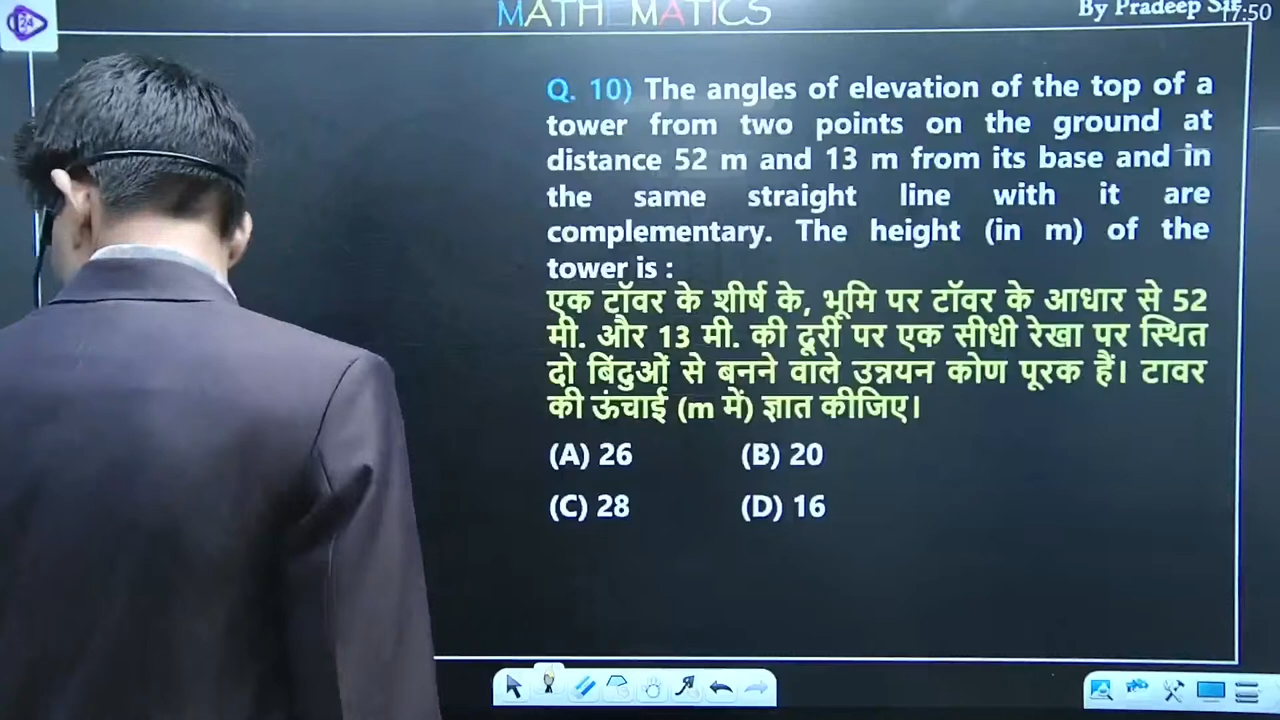 24
MATHEMATICS
By Pradeep Sir
17:50
Q. 10) The angles of elevation of the top of a
tower from two points on the ground at
distance 52 m and 13 m from its base and in
the same straight line with it are
complementary. The height (in m) of the
tower is :
एक टॉवर के शीर्ष के, भूमि पर टॉवर के आधार से 52
मी. और 13 मी. की दूरी पर एक सीधी रेखा पर स्थित
दो बिंदुओं से बनने वाले उन्नयन कोण पूरक हैं। टावर
की ऊंचाई (m में) ज्ञात कीजिए।
(A) 26 (B) 20
(C) 28 (D) 16